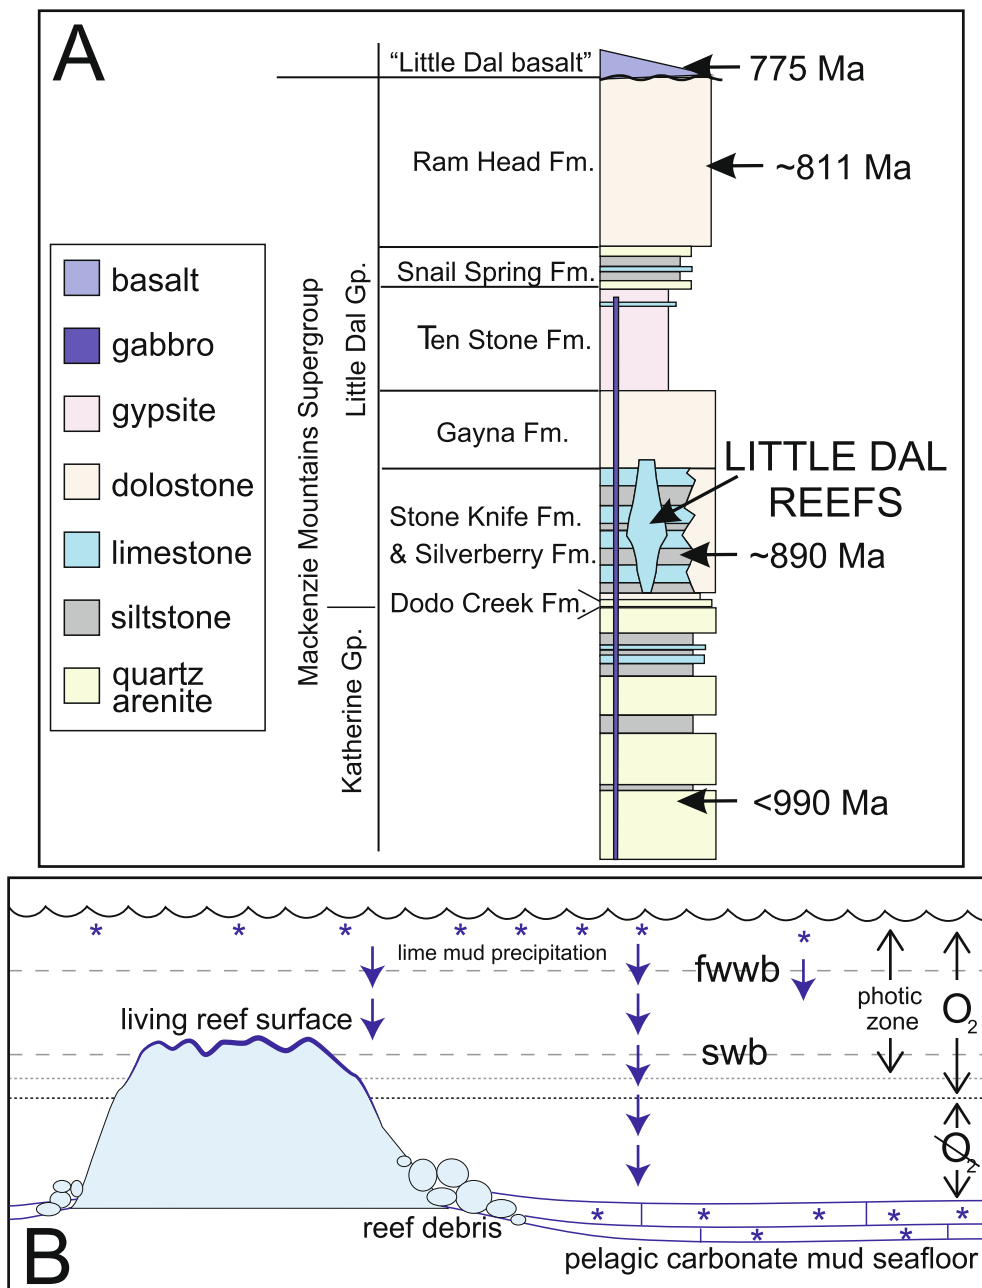 A
“Little Dal basalt”
775 Ma
Ram Head Fm.
~811 Ma
Snail Spring Fm.
Ten Stone Fm.
Gayna Fm.
LITTLE DAL
REEFS
Stone Knife Fm.
& Silverberry Fm.
~890 Ma
Dodo Creek Fm.
<990 Ma
Mackenzie Mountains Supergroup
Little Dal Gp.
Katherine Gp.
basalt
gabbro
gypsite
dolostone
limestone
siltstone
quartz
arenite
* * * * * * * *
lime mud precipitation
fwwb
photic
zone
O2
living reef surface
swb
O2
reef debris
* * * * *
* *
pelagic carbonate mud seafloor
B